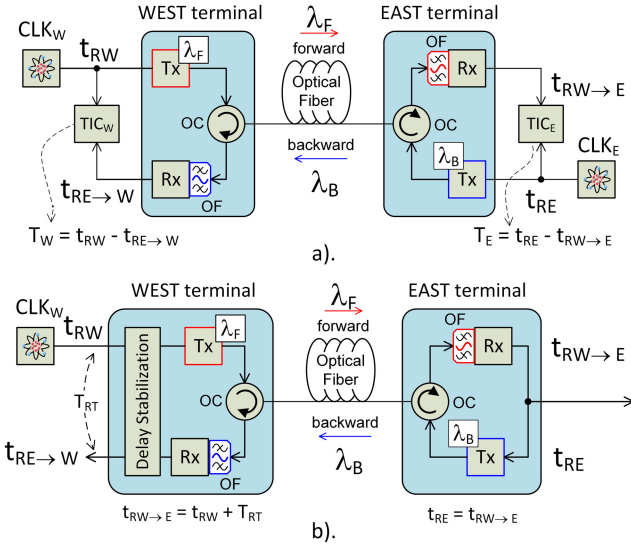 WEST terminal
EAST terminal
CLKW
tRW
Tx
λF
λF
forward
Optical
Fiber
backward
λB
OF
Rx
tRW→ E
TICW
OC
OC
TICE
CLKE
tRE→ W
Rx
OF
λB
Tx
tRE
TW = tRW - tRE→ W
TE = tRE - tRW→ E
a).
WEST terminal
EAST terminal
CLKW
tRW
Delay Stabilization
Tx
λF
λF
forward
Optical
Fiber
backward
λB
OF
Rx
tRW→ E
TRT
OC
OC
tRE→ W
Rx
OF
λB
Tx
tRE
tRW→ E = tRW + TRT
tRE = tRW→ E
b).